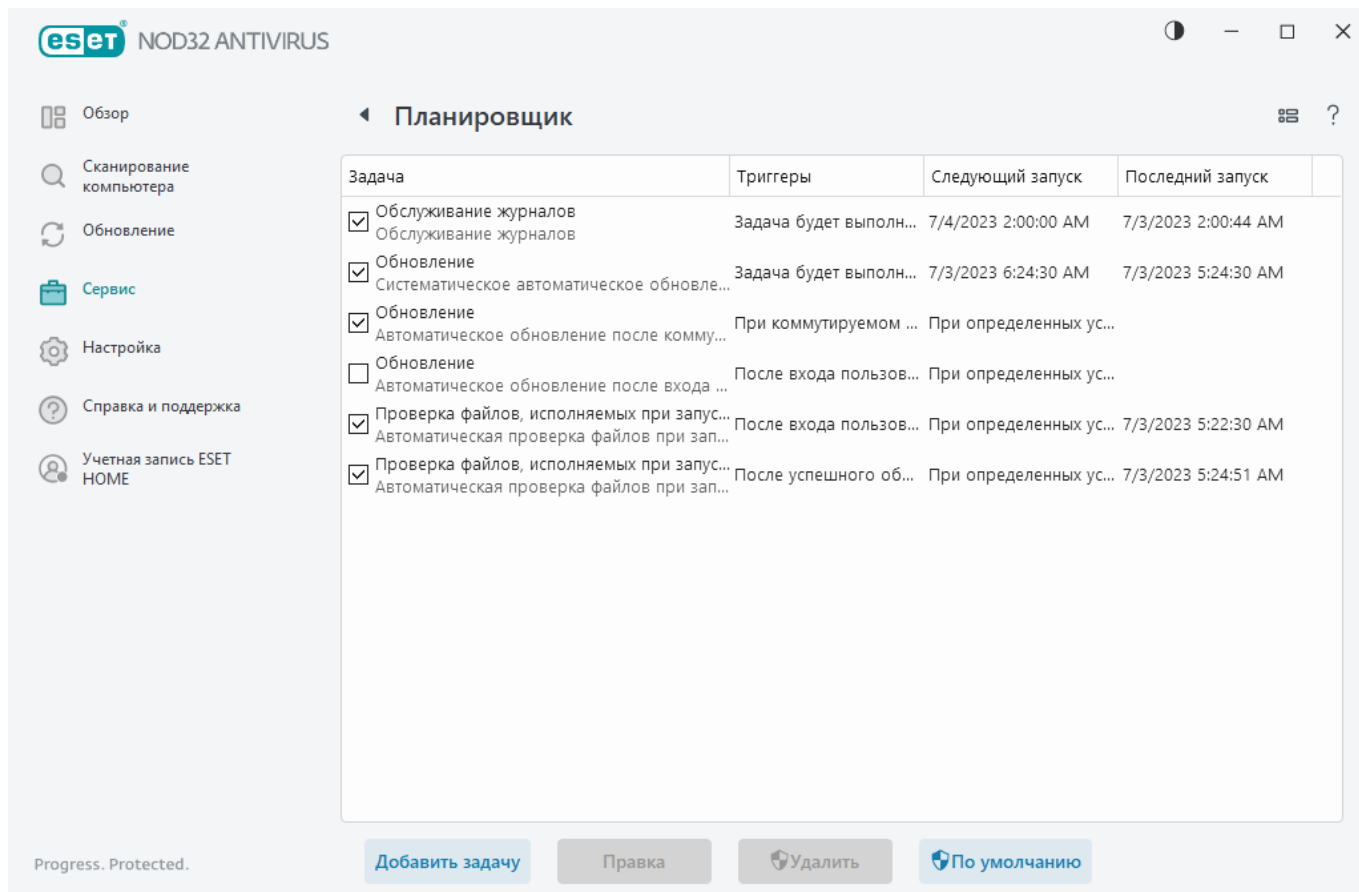 eset® NOD32 ANTIVIRUS
Обзор
Сканирование
компьютера
Обновление
Сервис
Настройка
Справка и поддержка
Учетная запись ESET
HOME
Progress. Protected.
Планировщик
?
Задача Триггеры Следующий запуск Последний запуск
Обслуживание журналов
Обслуживание журналов
Задача будет выполн... 7/4/2023 2:00:00 AM 7/3/2023 2:00:44 AM
Обновление
Систематическое автоматическое обновле...
Задача будет выполн... 7/3/2023 6:24:30 AM 7/3/2023 5:24:30 AM
Обновление
Автоматическое обновление после комму...
При коммутируемом ... При определенных ус...
Обновление
Автоматическое обновление после входа ...
После входа пользов... При определенных ус...
Проверка файлов, исполняемых при запус...
Автоматическая проверка файлов при зап...
После входа пользов... При определенных ус... 7/3/2023 5:22:30 AM
Проверка файлов, исполняемых при запус...
Автоматическая проверка файлов при зап...
После успешного об... При определенных ус... 7/3/2023 5:24:51 AM
Добавить задачу Правка Удалить По умолчанию